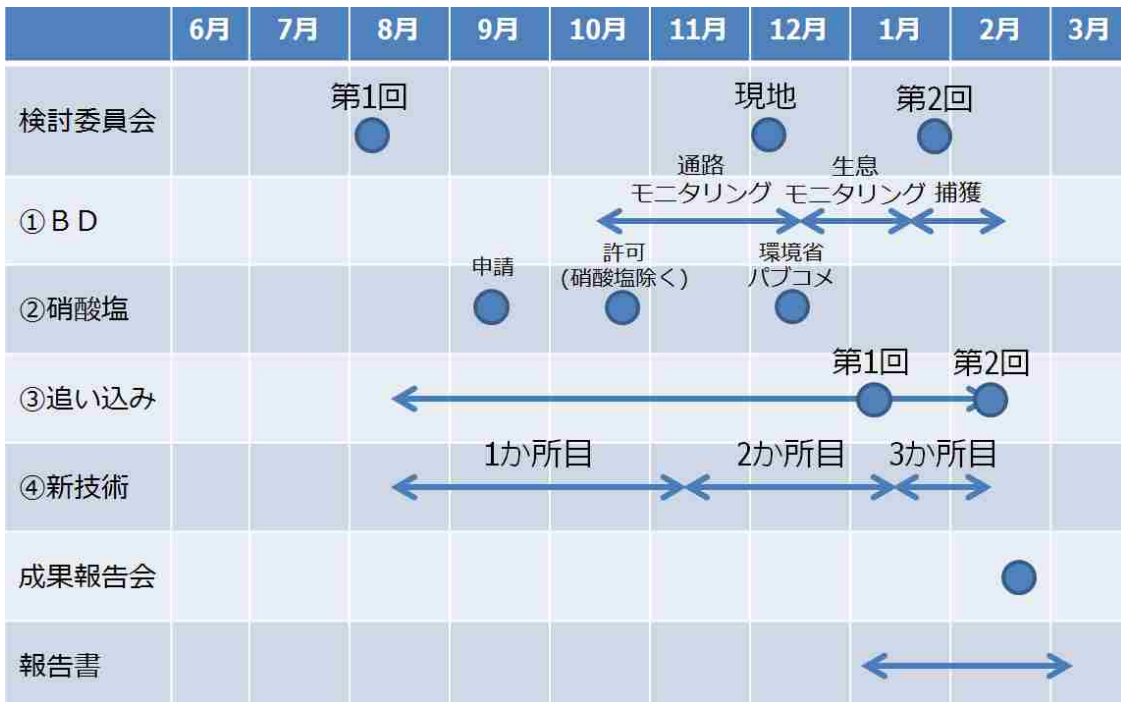 6月 7月 8月 9月 10月 11月 12月 1月 2月 3月
検討委員会 第1回 現地 第2回
①ＢＤ
通路
モニタリング
生息
モニタリング
捕獲
②硝酸塩
申請
許可
(硝酸塩除く)
環境省
パブコメ
③追い込み 第1回 第2回
④新技術 1か所目 2か所目 3か所目
成果報告会
報告書